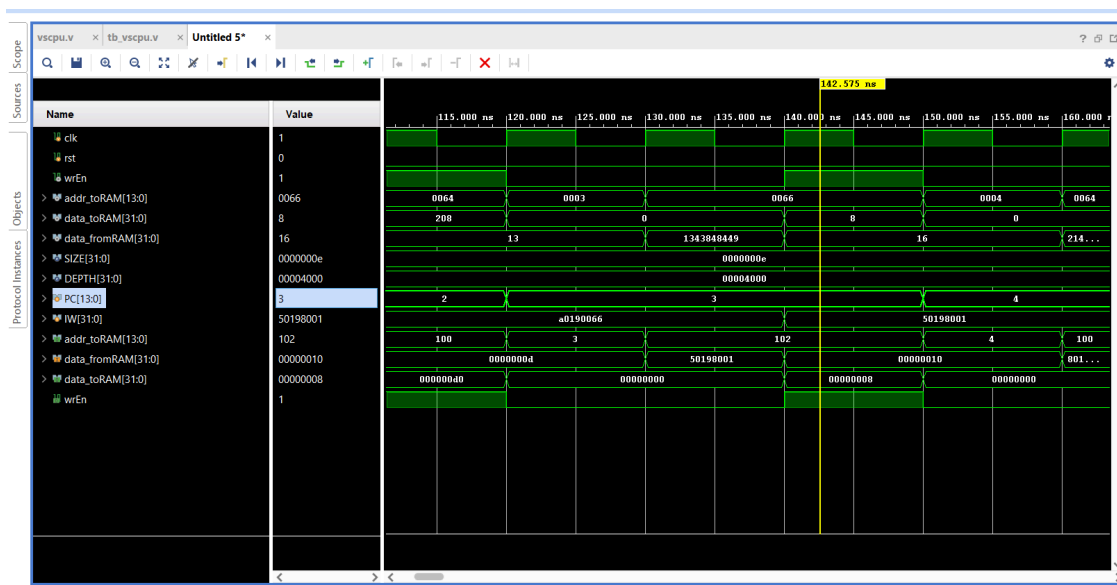 vscpu.v × tb_vscpu.v × Untitled 5* ×
Scope
Sources
Objects
Protocol Instances
142.575 ns
Name Value
115.000 ns 120.000 ns 125.000 ns 130.000 ns 135.000 ns 140.000 ns 145.000 ns 150.000 ns 155.000 ns 160.000
clk 1
rst 0
wrEn 1
addr_toRAM[13:0] 0066 0064 0003 0066 0004 0064
data_toRAM[31:0] 8 208 0 8 0
data_fromRAM[31:0] 16 13 1343848449 16 214...
SIZE[31:0] 0000000e 0000000e
DEPTH[31:0] 00004000 00004000
PC[13:0] 3 2 3 4
IW[31:0] 50198001 a0190066 50198001
addr_toRAM[13:0] 102 100 3 102 4 100
data_fromRAM[31:0] 00000010 0000000d 50198001 00000010 801...
data_toRAM[31:0] 00000008 000000d0 00000000 00000008 00000000
wrEn 1